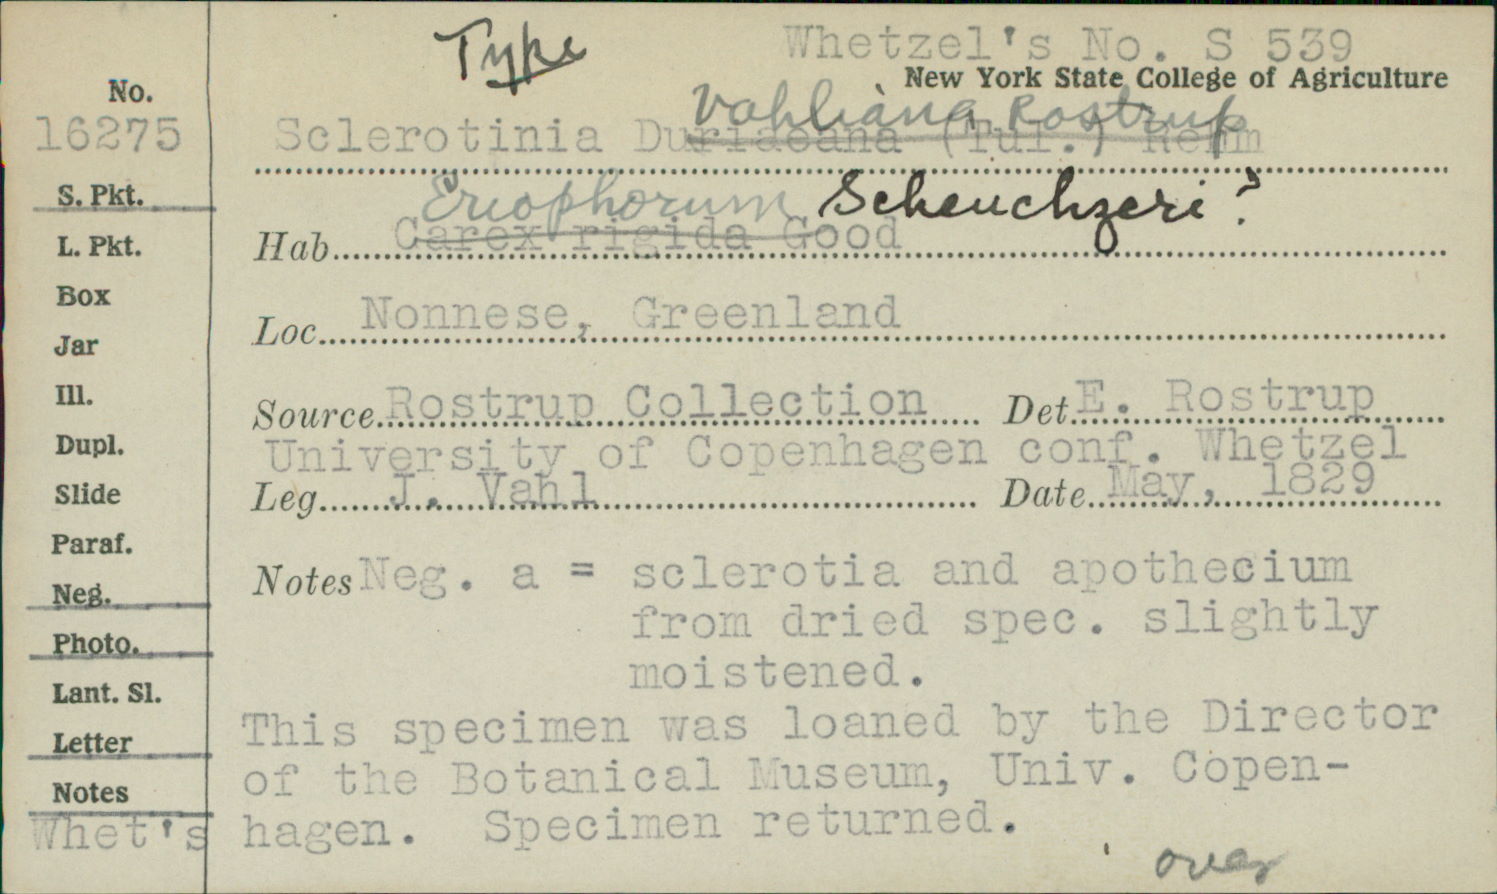 Type
Whetzel's No. S 539
New York State College of Agriculture
No.
16275
Vahliana Rostrup
Sclerotinia Duriaeana (Tul.) Rehm
S. Pkt.
Eriophorum Scheuchzeri?
L. Pkt.
Hab. Carex rigida Good
Box
Loc. Nonnese, Greenland
Jar
Ill.
Source Rostrup Collection Det. E. Rostrup
Dupl.
University of Copenhagen conf. Whetzel
Slide
Leg. J. Vahl Date May, 1829
Paraf.
Notes Neg. a = sclerotia and apothecium
Neg.
from dried spec. slightly
Photo.
moistened.
Lant. Sl.
This specimen was loaned by the Director
Letter
of the Botanical Museum, Univ. Copen-
Notes
Whet's hagen. Specimen returned.
over